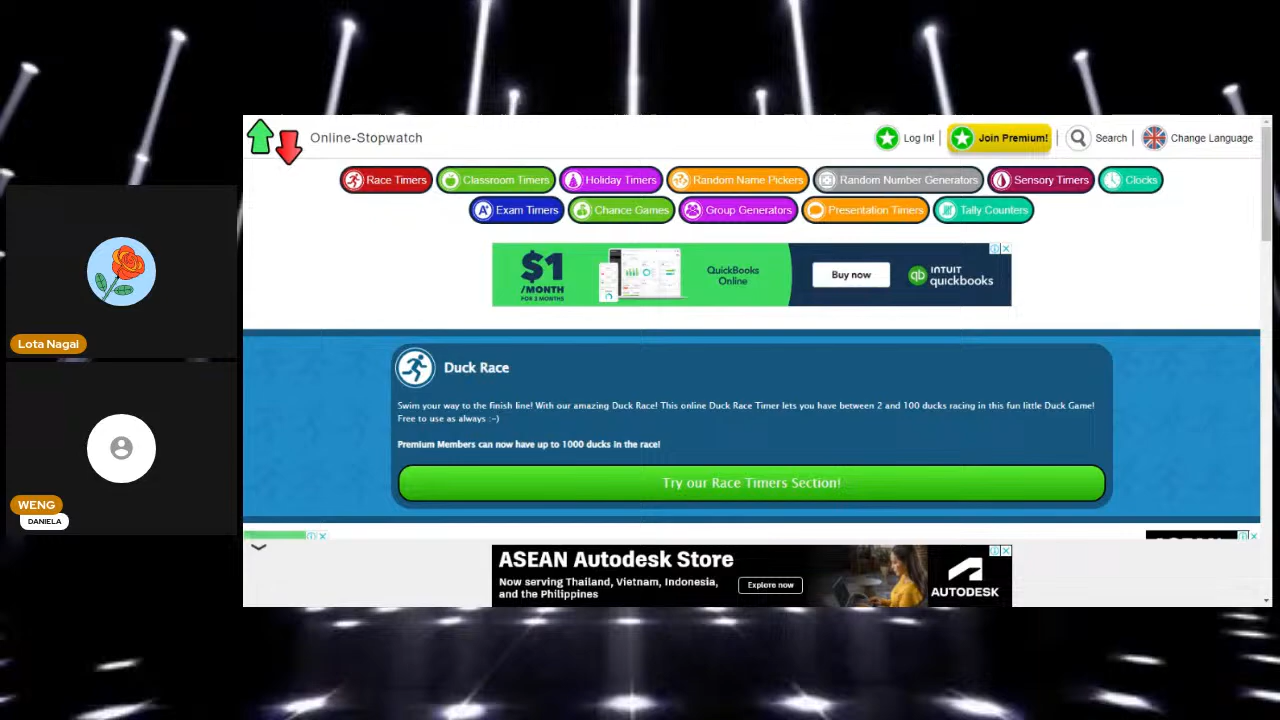 Online-Stopwatch
Log In! | Join Premium! | Search | Change Language
Race Timers Classroom Timers Holiday Timers Random Name Pickers Random Number Generators Sensory Timers Clocks
Exam Timers Chance Games Group Generators Presentation Timers Tally Counters
$1
/MONTH
FOR 3 MONTHS
QuickBooks
Online
Buy now
qb INTUIT
quickbooks
Duck Race
Swim your way to the finish line! With our amazing Duck Race! This online Duck Race Timer lets you have between 2 and 100 ducks racing in this fun little Duck Game!
Free to use as always :-)
Premium Members can now have up to 1000 ducks in the race!
Try our Race Timers Section!
Lota Nagai
WENG
DANIELA
ASEAN Autodesk Store
Now serving Thailand, Vietnam, Indonesia,
and the Philippines
Explore now
AUTODESK